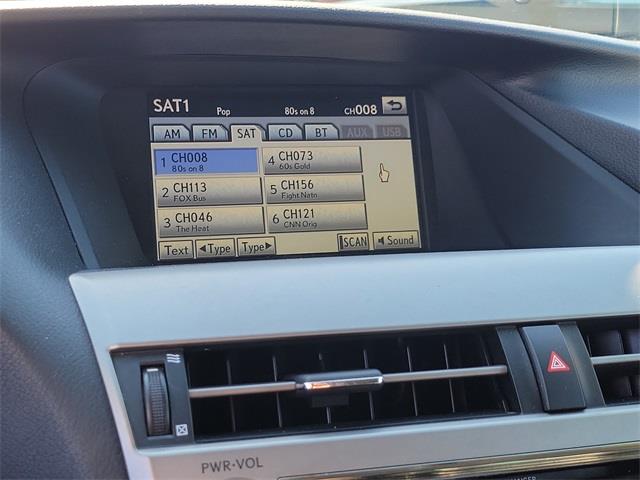 SAT1 Pop 80s on 8 CH008
AM FM SAT CD BT AUX USB
1 CH008 80s on 8
4 CH073 60s Gold
2 CH113 FOX Bus
5 CH156 Fight Natn
3 CH046 The Heat
6 CH121 CNN Orig
Text ◀Type Type▶ SCAN Sound
PWR·VOL